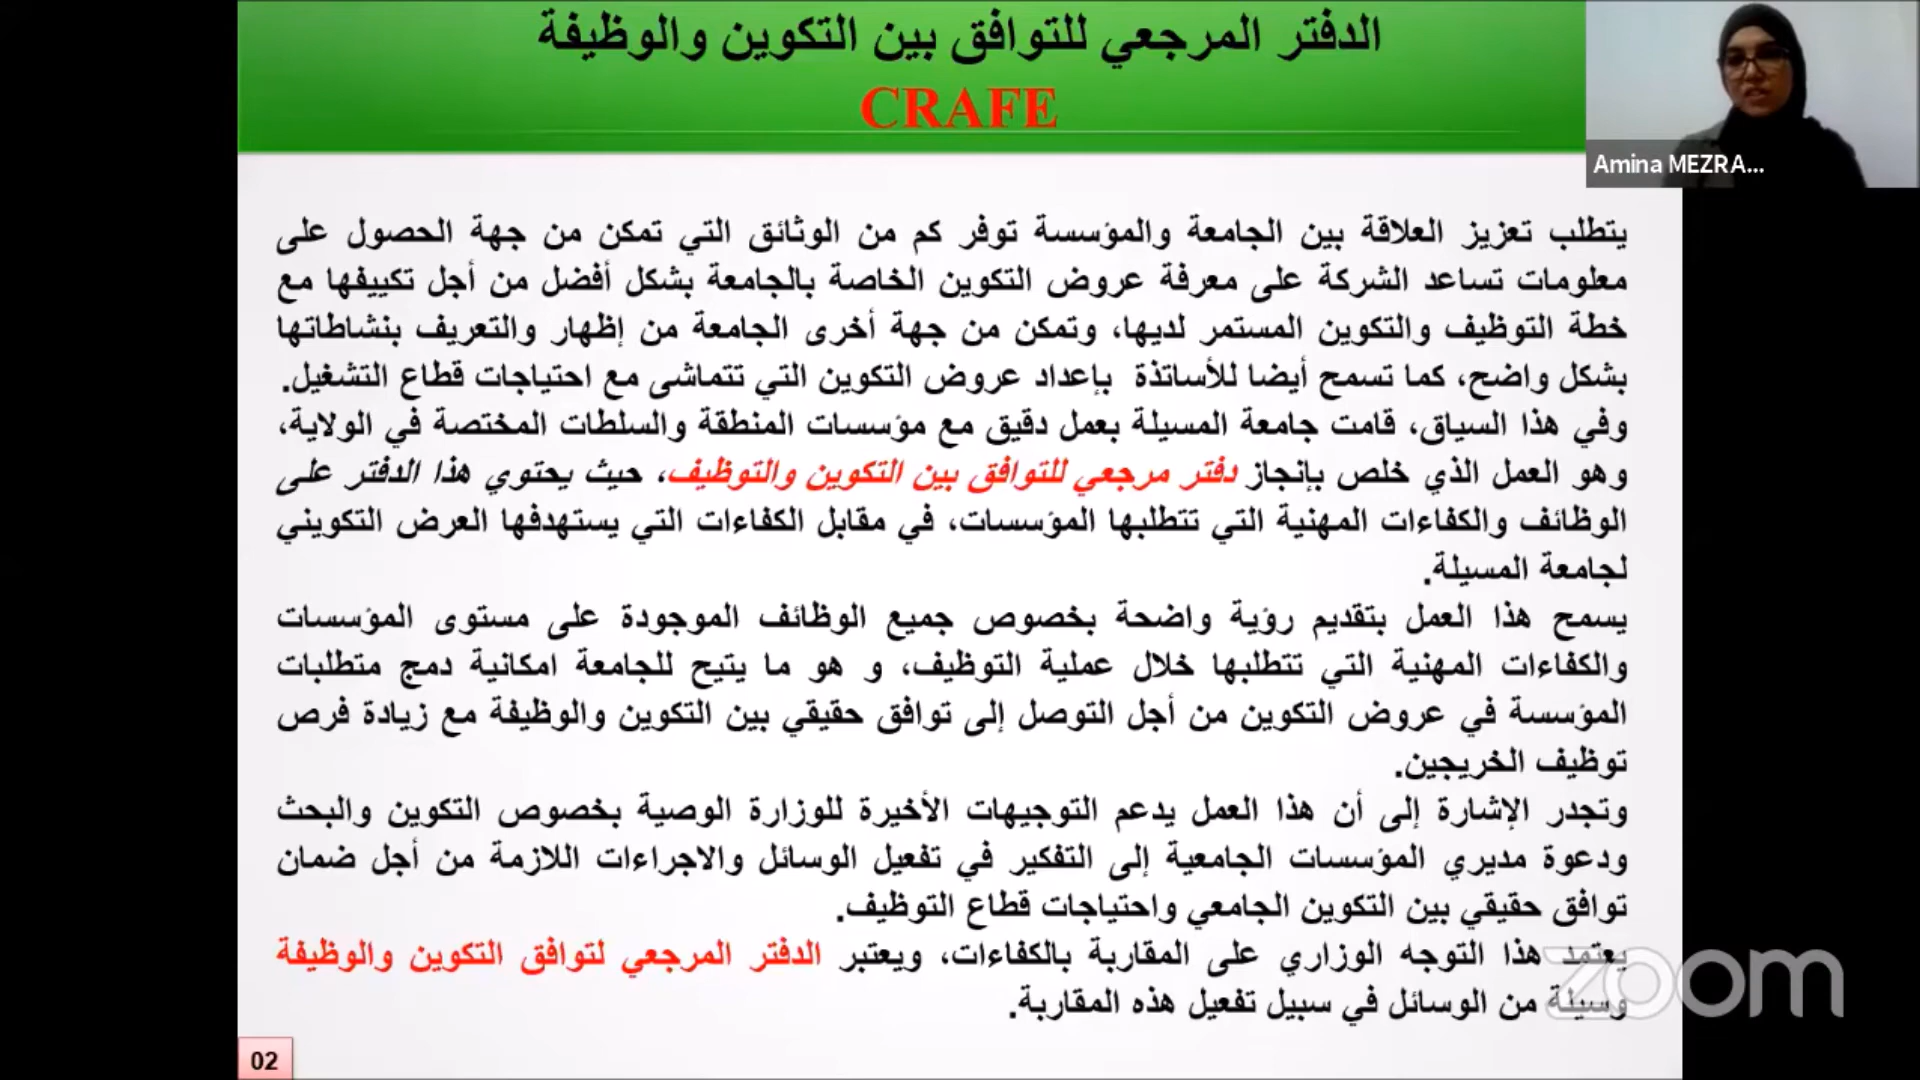 الدفتر المرجعي للتوافق بين التكوين والوظيفة
CRAFE
Amina MEZRA...
يتطلب تعزيز العلاقة بين الجامعة والمؤسسة توفر كم من الوثائق التي تمكن من جهة الحصول على
معلومات تساعد الشركة على معرفة عروض التكوين الخاصة بالجامعة بشكل أفضل من أجل تكييفها مع
خطة التوظيف والتكوين المستمر لديها، وتمكن من جهة أخرى الجامعة من إظهار والتعريف بنشاطاتها
بشكل واضح، كما تسمح أيضا للأساتذة بإعداد عروض التكوين التي تتماشى مع احتياجات قطاع التشغيل.
وفي هذا السياق، قامت جامعة المسيلة بعمل دقيق مع مؤسسات المنطقة والسلطات المختصة في الولاية،
وهو العمل الذي خلص بإنجاز دفتر مرجعي للتوافق بين التكوين والتوظيف، حيث يحتوي هذا الدفتر على
الوظائف والكفاءات المهنية التي تتطلبها المؤسسات، في مقابل الكفاءات التي يستهدفها العرض التكويني
لجامعة المسيلة.
يسمح هذا العمل بتقديم رؤية واضحة بخصوص جميع الوظائف الموجودة على مستوى المؤسسات
والكفاءات المهنية التي تتطلبها خلال عملية التوظيف، و هو ما يتيح للجامعة امكانية دمج متطلبات
المؤسسة في عروض التكوين من أجل التوصل إلى توافق حقيقي بين التكوين والوظيفة مع زيادة فرص
توظيف الخريجين.
وتجدر الإشارة إلى أن هذا العمل يدعم التوجيهات الأخيرة للوزارة الوصية بخصوص التكوين والبحث
ودعوة مديري المؤسسات الجامعية إلى التفكير في تفعيل الوسائل والاجراءات اللازمة من أجل ضمان
توافق حقيقي بين التكوين الجامعي واحتياجات قطاع التوظيف.
يعتمد هذا التوجه الوزاري على المقاربة بالكفاءات، ويعتبر الدفتر المرجعي لتوافق التكوين والوظيفة
وسيلة من الوسائل في سبيل تفعيل هذه المقاربة.
zoom
02